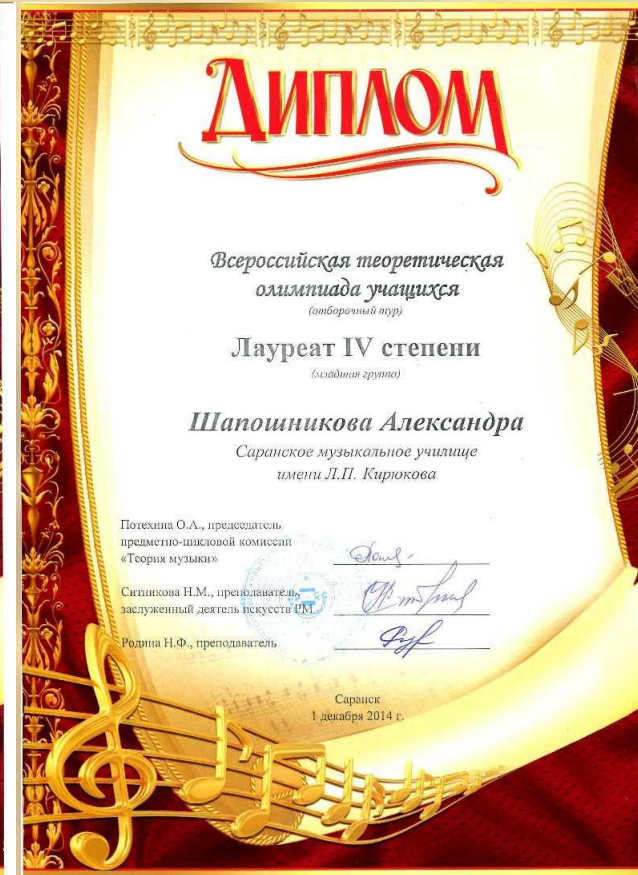 Диплом
Всероссийская теоретическая
олимпиада учащихся
(отборочный тур)
Лауреат IV степени
(младшая группа)
Шапошникова Александра
Саранское музыкальное училище
имени Л.П. Кирюкова
Потехина О.А., председатель
предметно-цикловой комиссии
«Теория музыки»
Ситникова Н.М., преподаватель,
заслуженный деятель искусств РМ
Родина Н.Ф., преподаватель
Саранск
1 декабря 2014 г.